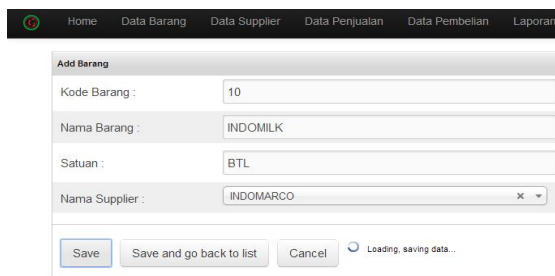 Home Data Barang Data Supplier Data Penjualan Data Pembelian Laporan
Add Barang
Kode Barang : 10
Nama Barang : INDOMILK
Satuan : BTL
Nama Supplier : INDOMARCO
Save Save and go back to list Cancel Loading, saving data...